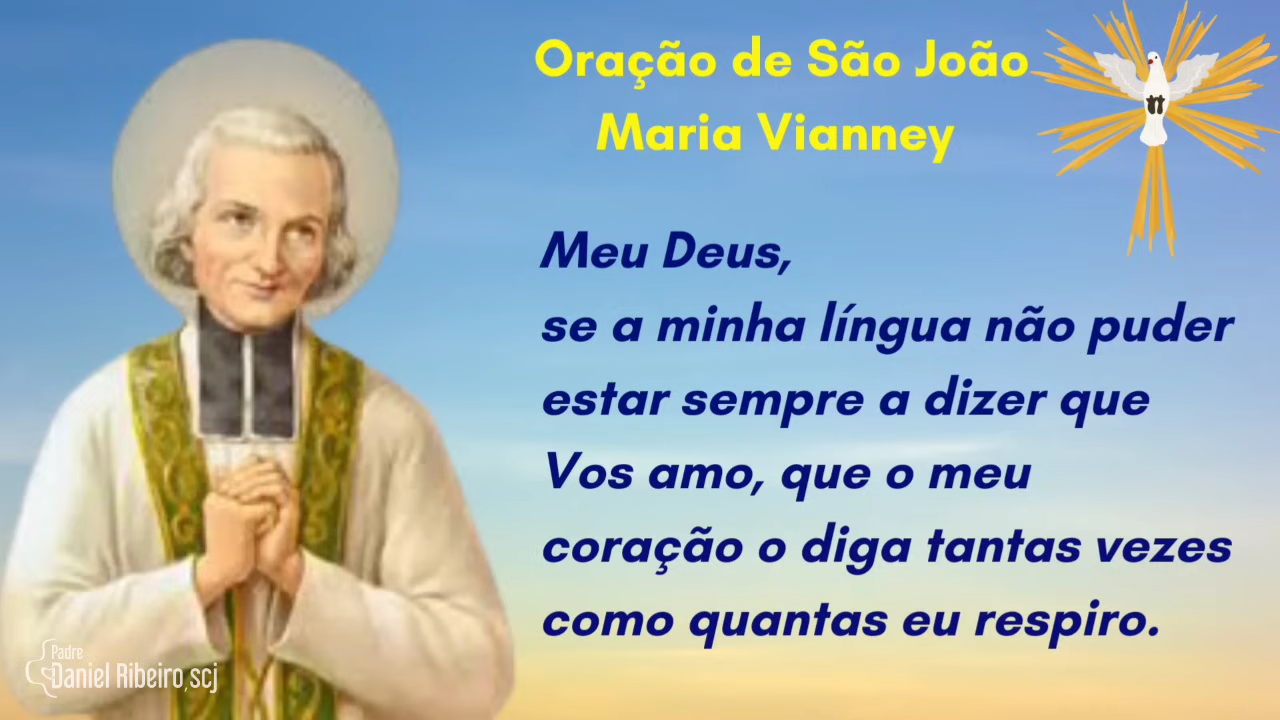 Oração de São João
Maria Vianney
Meu Deus,
se a minha língua não puder
estar sempre a dizer que
Vos amo, que o meu
coração o diga tantas vezes
como quantas eu respiro.
Padre
Daniel Ribeiro, scj